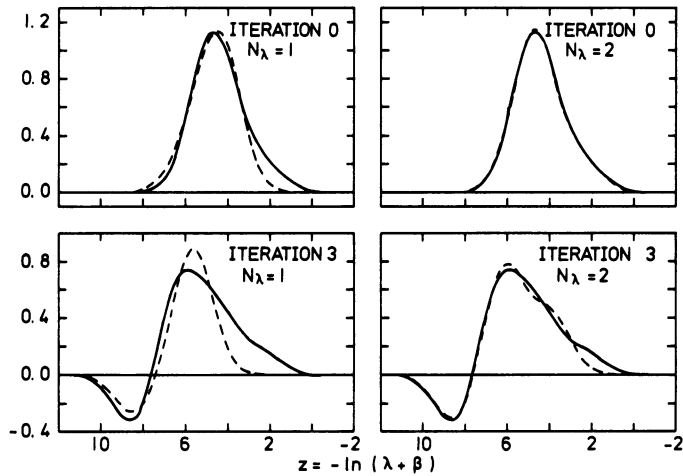 1.2
0.8
0.4
0.0
ITERATION 0
Nλ = 1
ITERATION 0
Nλ = 2
0.8
0.4
0.0
-0.4
ITERATION 3
Nλ = 1
ITERATION 3
Nλ = 2
10 6 2 -2
10 6 2 -2
z = -ln (λ + β)